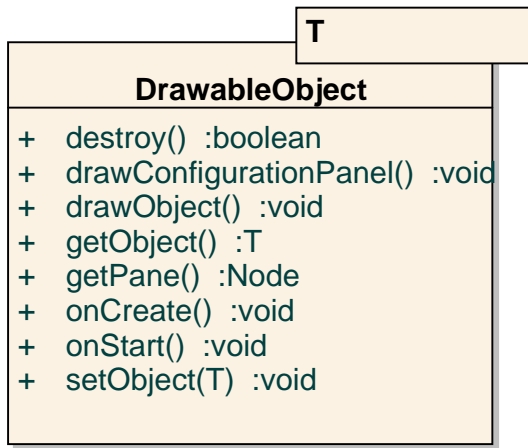 T
DrawableObject
+ destroy() :boolean
+ drawConfigurationPanel() :void
+ drawObject() :void
+ getObject() :T
+ getPane() :Node
+ onCreate() :void
+ onStart() :void
+ setObject(T) :void